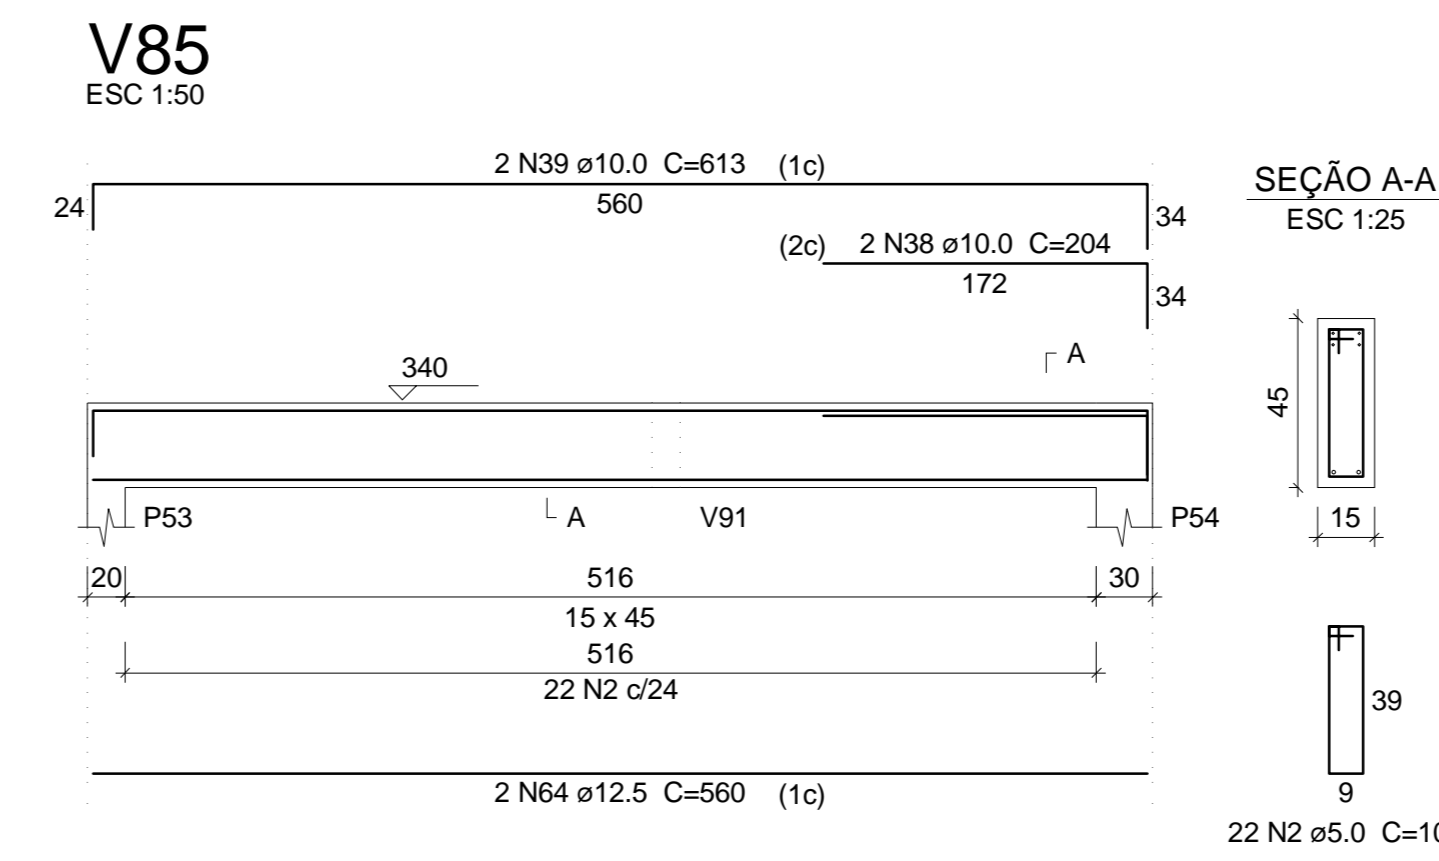 V85
ESC 1:50
2 N39 ø10.0 C=613 (1c)
24
560
34
(2c) 2 N38 ø10.0 C=204
172
34
SEÇÃO A-A
ESC 1:25
A
340
45
15
P53
A
V91
P54
20
516
30
15 x 45
516
22 N2 c/24
39
9
2 N64 ø12.5 C=560 (1c)
22 N2 ø5.0